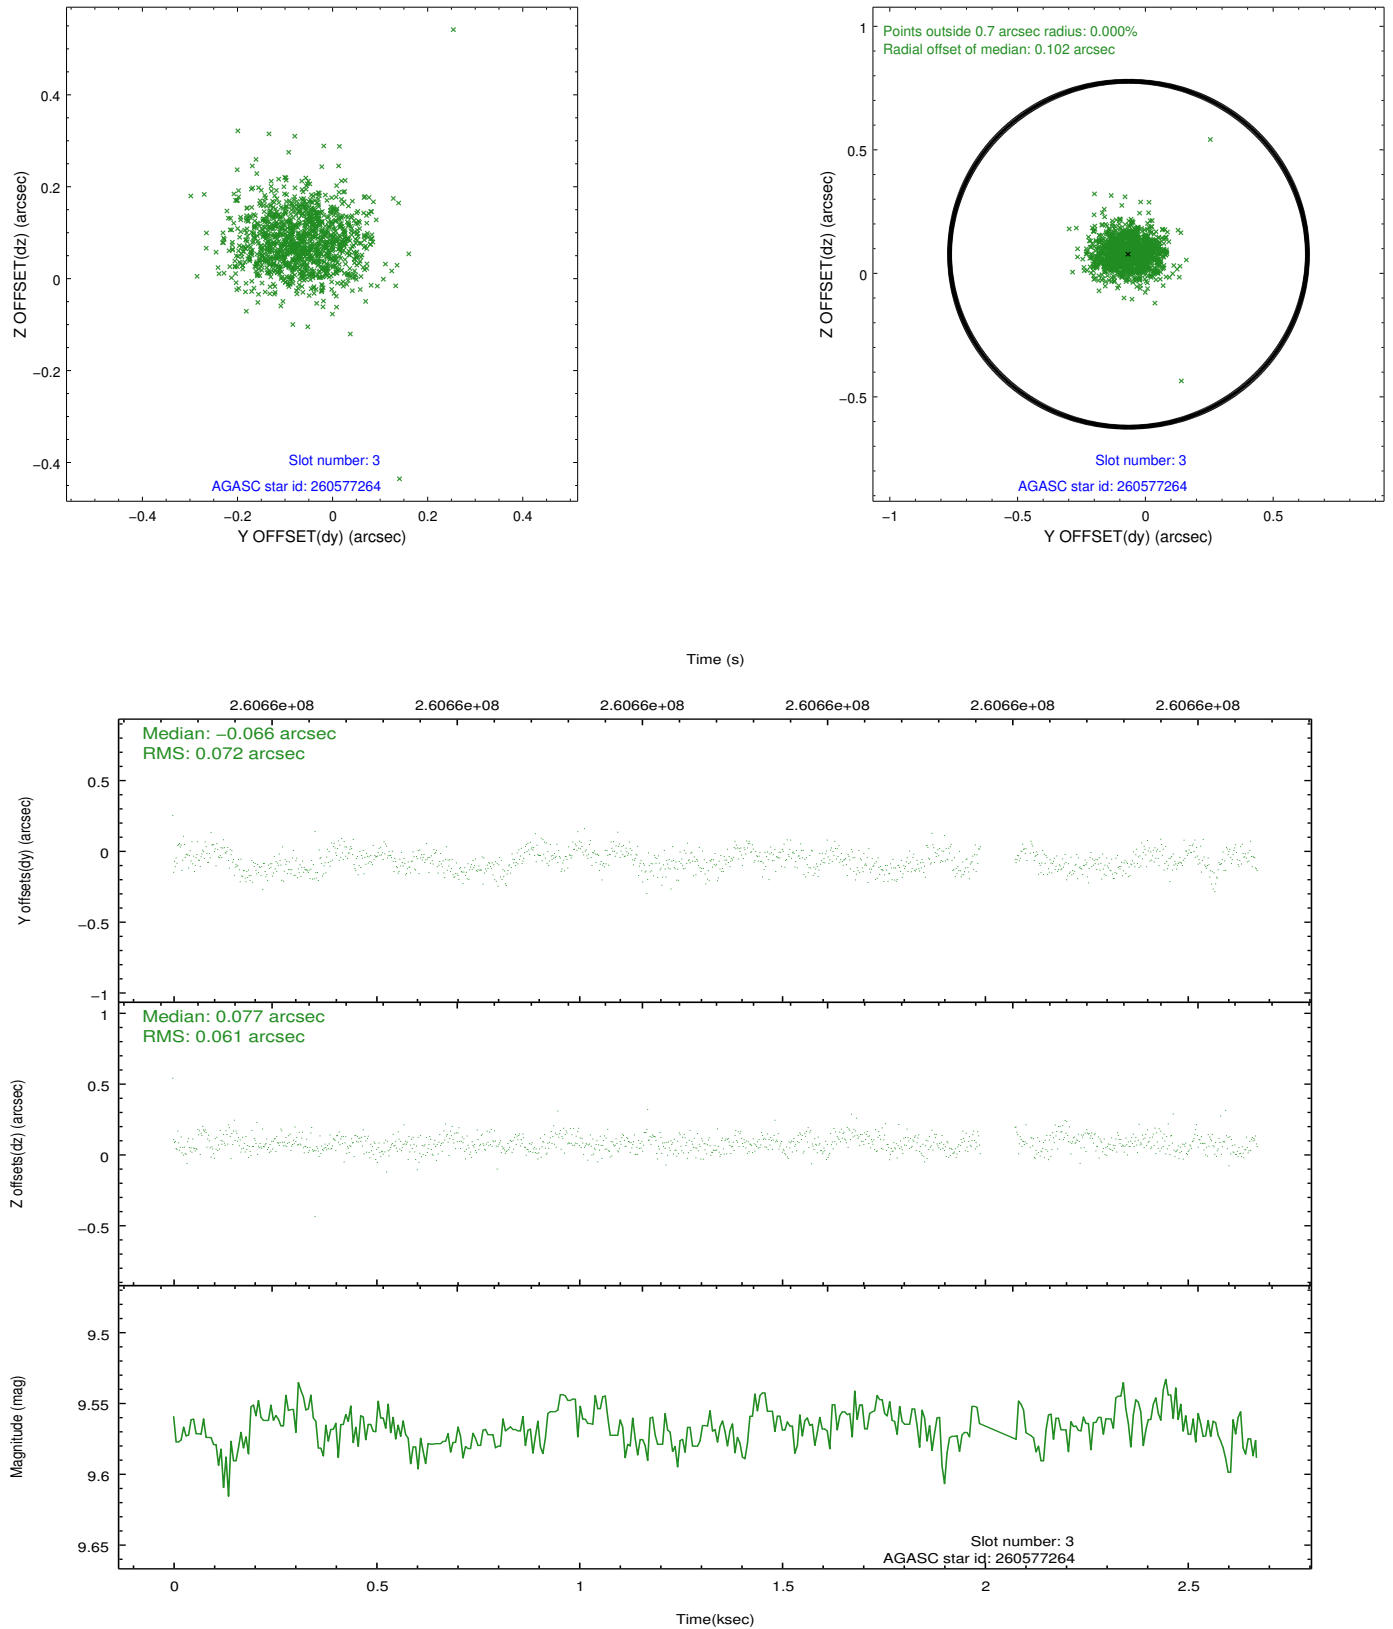 0.4
0.2
0
−0.2
−0.4
Z OFFSET(dz) (arcsec)
Slot number: 3
AGASC star id: 260577264
−0.4
−0.2
0
0.2
0.4
Y OFFSET(dy) (arcsec)
Points outside 0.7 arcsec radius: 0.000%
Radial offset of median: 0.102 arcsec
1
0.5
0
−0.5
Z OFFSET(dz) (arcsec)
Slot number: 3
AGASC star id: 260577264
−1
−0.5
0
0.5
Y OFFSET(dy) (arcsec)
Time (s)
2.6066e+08
2.6066e+08
2.6066e+08
2.6066e+08
2.6066e+08
2.6066e+08
Median: −0.066 arcsec
RMS: 0.072 arcsec
0.5
0
−0.5
−1
Y offsets(dy) (arcsec)
Median: 0.077 arcsec
RMS: 0.061 arcsec
1
0.5
0
−0.5
Z offsets(dz) (arcsec)
9.5
9.55
9.6
9.65
Magnitude (mag)
Slot number: 3
AGASC star id: 260577264
0
0.5
1
1.5
2
2.5
Time(ksec)